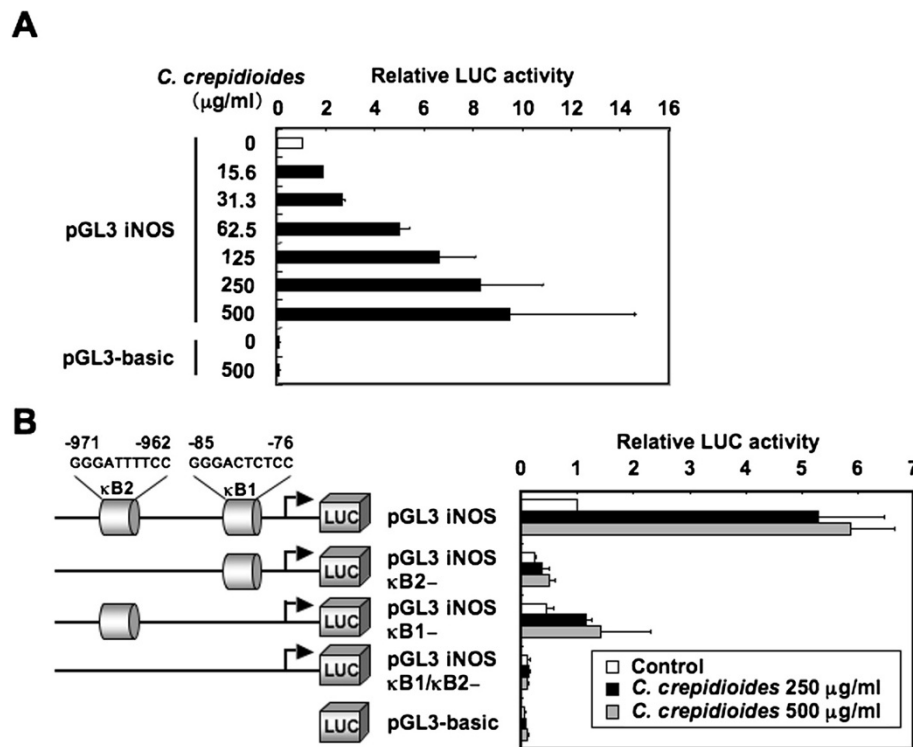 A
C. crepidioides
(μg/ml)
Relative LUC activity
0 2 4 6 8 10 12 14 16
pGL3 iNOS
0
15.6
31.3
62.5
125
250
500
pGL3-basic
0
500
B
-971 -962 -85 -76
GGGATTTTCC GGGACTCTCC
κB2 κB1
Relative LUC activity
0 1 2 3 4 5 6 7
LUC pGL3 iNOS
LUC pGL3 iNOS
κB2–
LUC pGL3 iNOS
κB1–
LUC pGL3 iNOS
κB1/κB2–
LUC pGL3-basic
Control
C. crepidioides 250 μg/ml
C. crepidioides 500 μg/ml